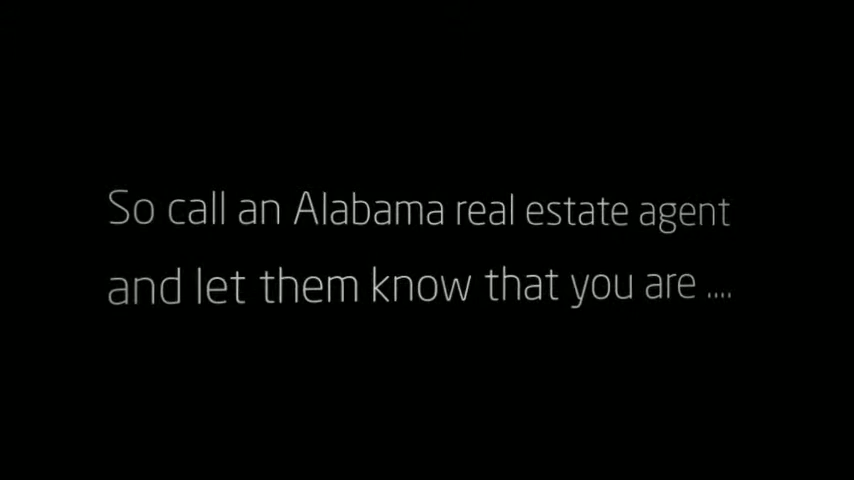 So call an Alabama real estate agent
and let them know that you are ....